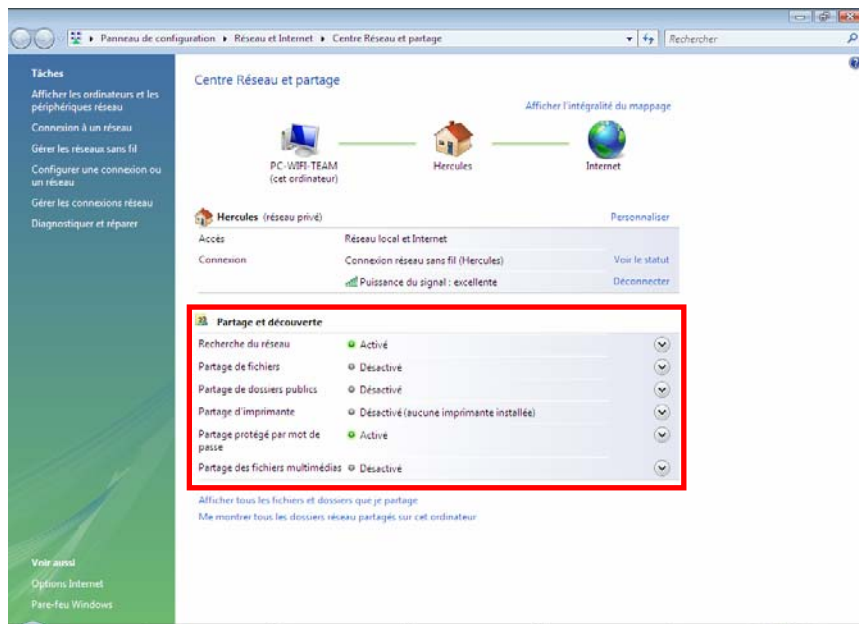 Panneau de configuration ▸ Réseau et Internet ▸ Centre Réseau et partage
Rechercher
Tâches
Afficher les ordinateurs et les
périphériques réseau
Connexion à un réseau
Gérer les réseaux sans fil
Configurer une connexion ou
un réseau
Gérer les connexions réseau
Diagnostiquer et réparer
Voir aussi
Options Internet
Pare-feu Windows
Centre Réseau et partage
Afficher l'intégralité du mappage
PC-WIFI-TEAM
(cet ordinateur)
Hercules
Internet
Hercules (réseau privé) Personnaliser
Accès Réseau local et Internet
Connexion Connexion réseau sans fil (Hercules) Voir le statut
Puissance du signal : excellente Déconnecter
Partage et découverte
Recherche du réseau Activé
Partage de fichiers Désactivé
Partage de dossiers publics Désactivé
Partage d'imprimante Désactivé (aucune imprimante installée)
Partage protégé par mot de Activé
passe
Partage des fichiers multimédias Désactivé
Afficher tous les fichiers et dossiers que je partage
Me montrer tous les dossiers réseau partagés sur cet ordinateur